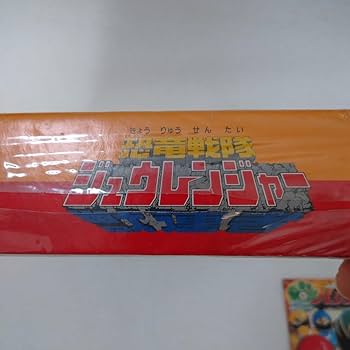 きょう りゅう せん たい
恐竜戦隊
ジュウレンジャー